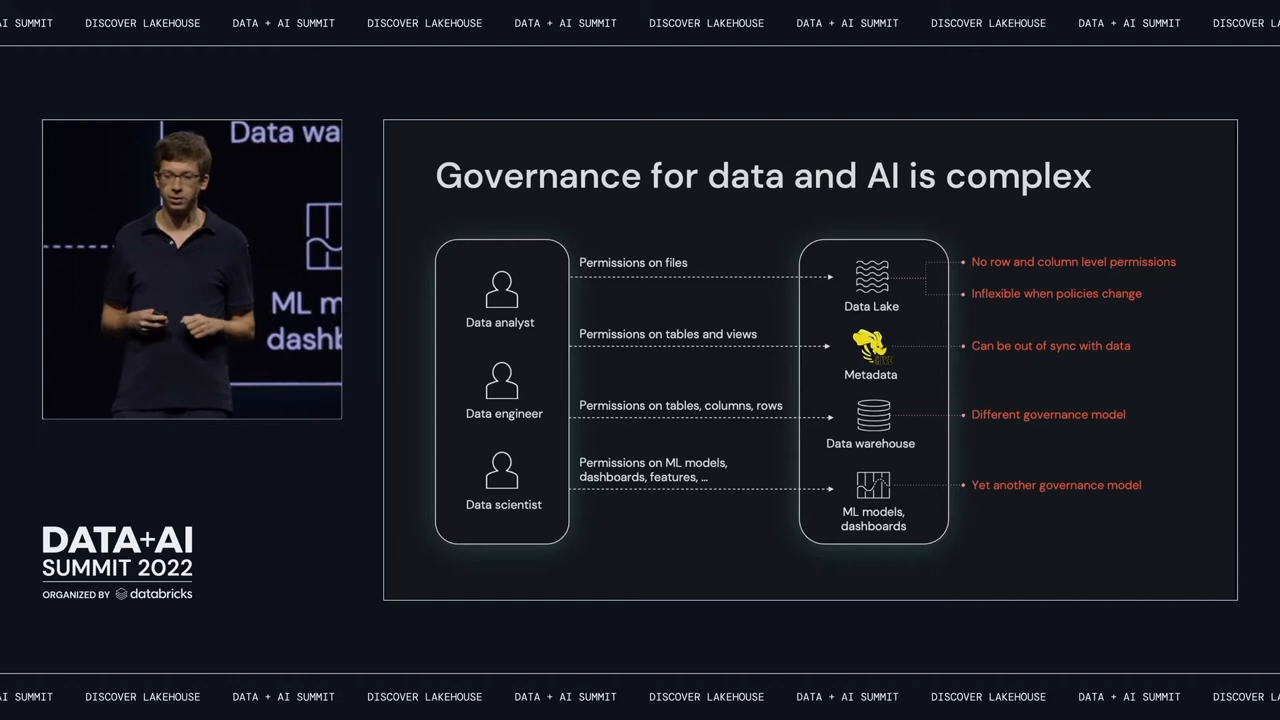 AI SUMMIT DISCOVER LAKEHOUSE DATA + AI SUMMIT DISCOVER LAKEHOUSE DATA + AI SUMMIT DISCOVER LAKEHOUSE DATA + AI SUMMIT DISCOVER LAKEHOUSE DATA + AI SUMMIT DISCOVER
Data wa
ML m
dashb
Governance for data and AI is complex
Data analyst
Data engineer
Data scientist
Permissions on files
Permissions on tables and views
Permissions on tables, columns, rows
Permissions on ML models,
dashboards, features, ...
Data Lake
HIVE
Metadata
Data warehouse
ML models,
dashboards
No row and column level permissions
Inflexible when policies change
Can be out of sync with data
Different governance model
Yet another governance model
DATA+AI
SUMMIT 2022
ORGANIZED BY databricks
AI SUMMIT DISCOVER LAKEHOUSE DATA + AI SUMMIT DISCOVER LAKEHOUSE DATA + AI SUMMIT DISCOVER LAKEHOUSE DATA + AI SUMMIT DISCOVER LAKEHOUSE DATA + AI SUMMIT DISCOVER